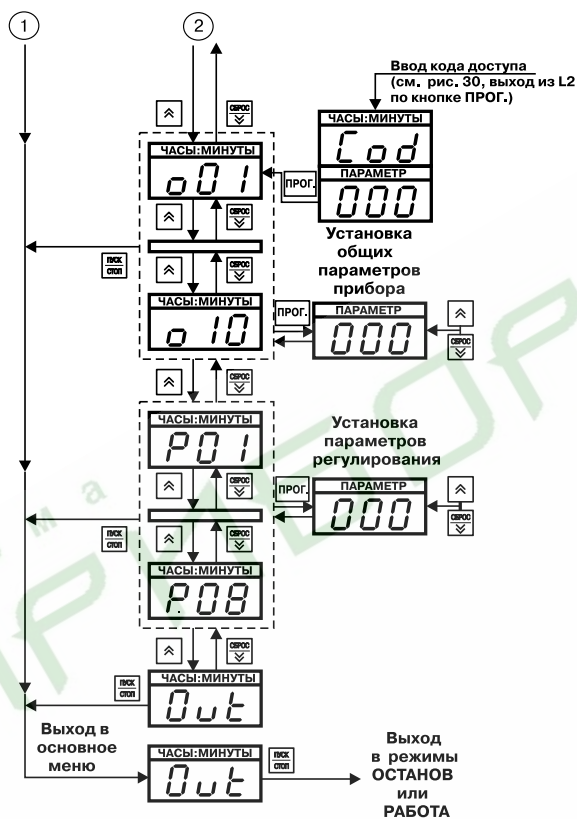 1
2
Ввод кода доступа
(см. рис. 30, выход из L2
по кнопке ПРОГ.)
СБРОС
ЧАСЫ:МИНУТЫ
Cod
ПАРАМЕТР
000
ЧАСЫ:МИНУТЫ
o01
ПРОГ.
СБРОС
Установка
общих
параметров
прибора
ПУСК
СТОП
СБРОС
ЧАСЫ:МИНУТЫ
o10
ПРОГ.
ПАРАМЕТР
000
СБРОС
СБРОС
ЧАСЫ:МИНУТЫ
P01
Установка
параметров
регулирования
СБРОС
ПРОГ.
ПАРАМЕТР
000
СБРОС
ПУСК
СТОП
СБРОС
ЧАСЫ:МИНУТЫ
P.08
СБРОС
ПУСК
СТОП
ЧАСЫ:МИНУТЫ
Out
Выход в
основное
меню
ЧАСЫ:МИНУТЫ
Out
ПУСК
СТОП
Выход
в режимы
ОСТАНОВ
или
РАБОТА
ПРИБОР